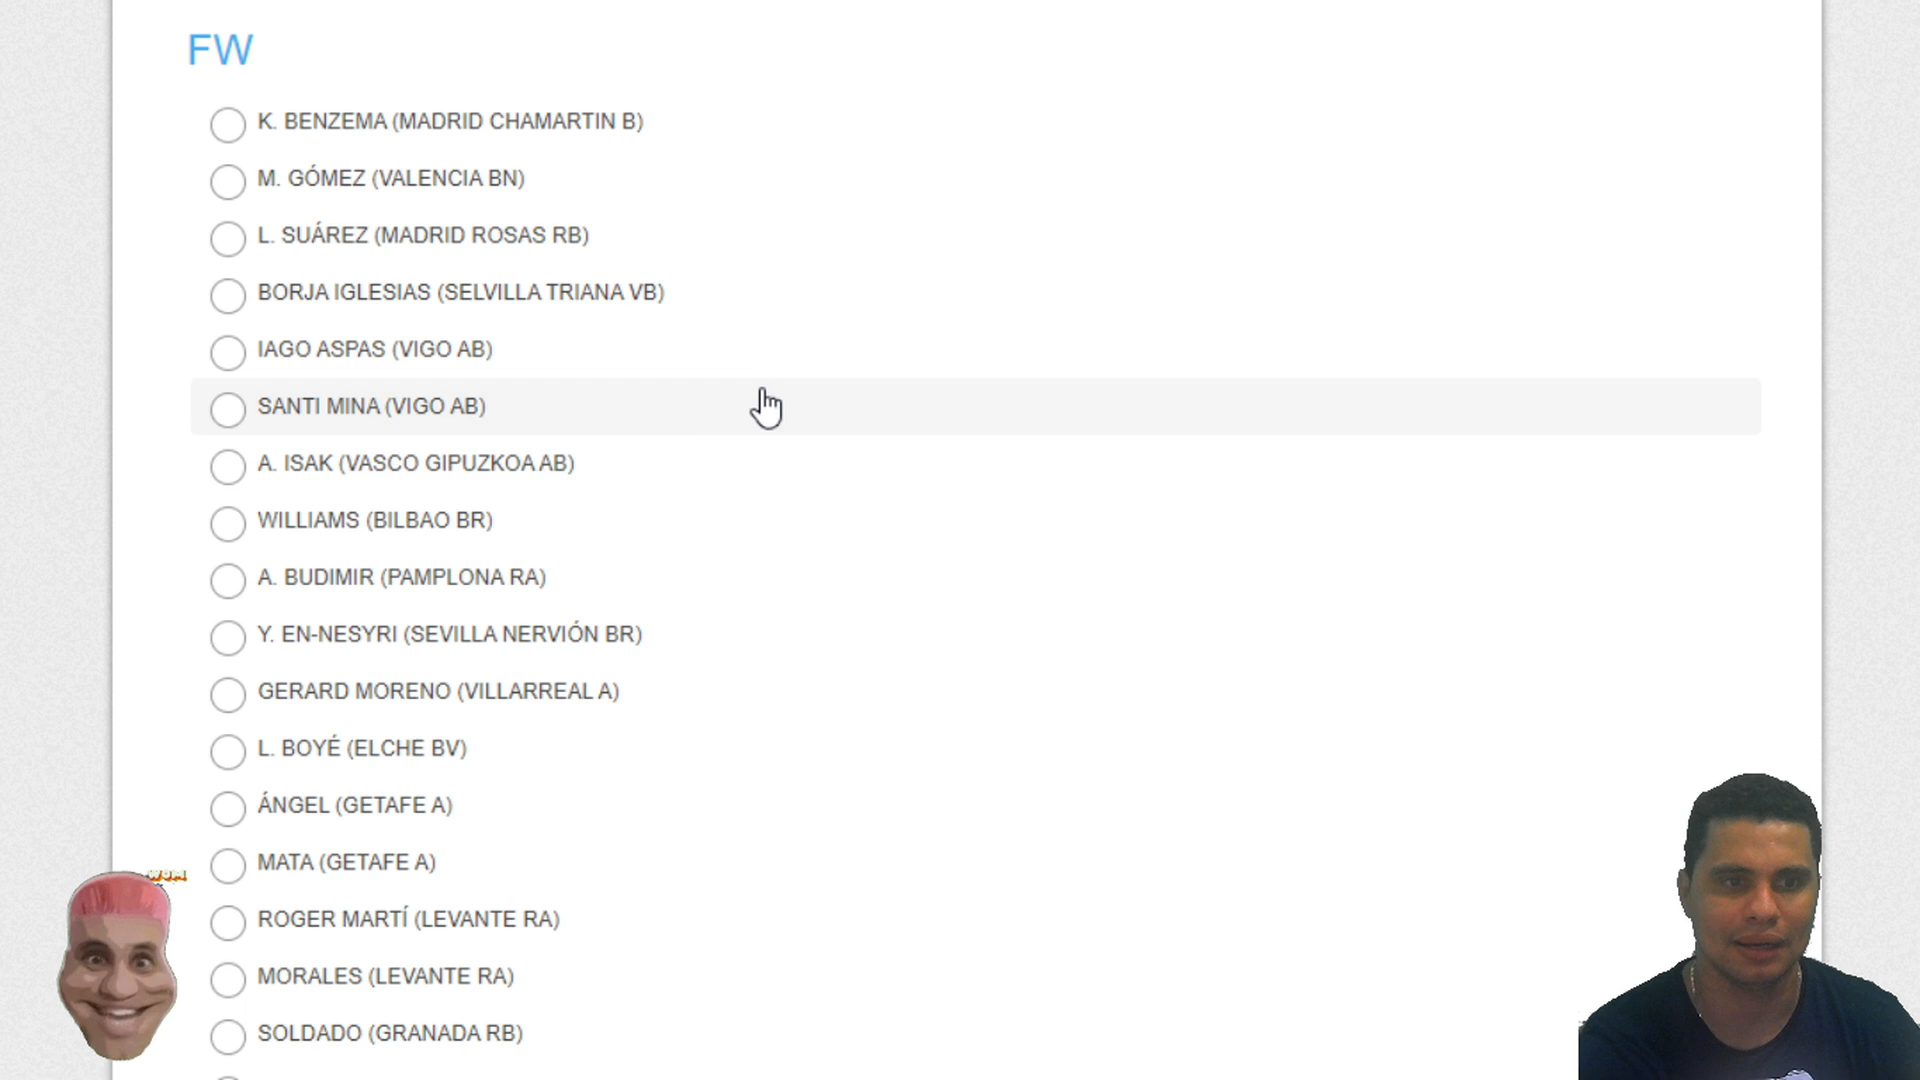 FW
K. BENZEMA (MADRID CHAMARTIN B)
M. GÓMEZ (VALENCIA BN)
L. SUÁREZ (MADRID ROSAS RB)
BORJA IGLESIAS (SELVILLA TRIANA VB)
IAGO ASPAS (VIGO AB)
SANTI MINA (VIGO AB)
A. ISAK (VASCO GIPUZKOA AB)
WILLIAMS (BILBAO BR)
A. BUDIMIR (PAMPLONA RA)
Y. EN-NESYRI (SEVILLA NERVIÓN BR)
GERARD MORENO (VILLARREAL A)
L. BOYÉ (ELCHE BV)
ÁNGEL (GETAFE A)
MATA (GETAFE A)
ROGER MARTÍ (LEVANTE RA)
MORALES (LEVANTE RA)
SOLDADO (GRANADA RB)